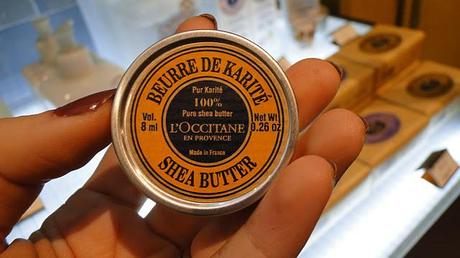 BEURRE DE KARITÉ
Pur Karité
100%
Pure shea butter
Vol.
8 ml
L'OCCITANE
EN PROVENCE
Net Wt
0.26 oz
Made in France
SHEA BUTTER